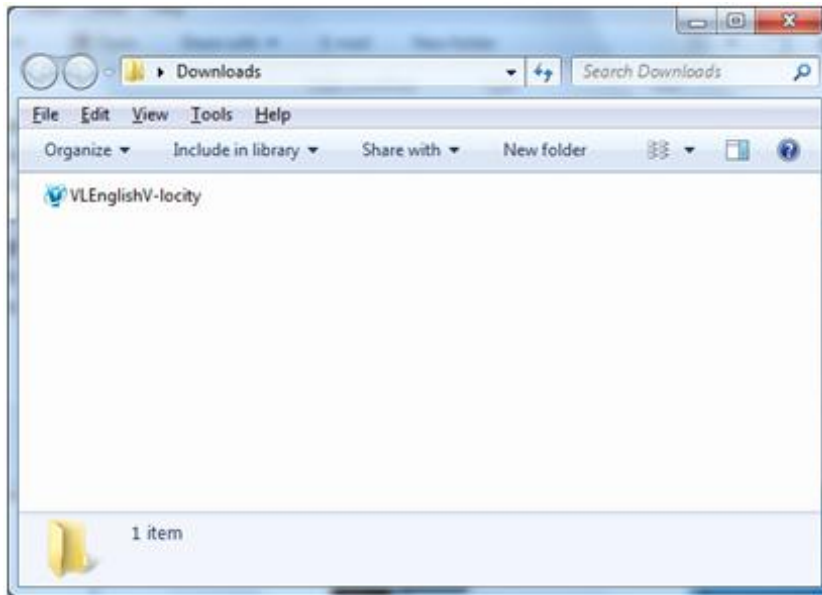 Downloads
Search Downloads
File Edit View Tools Help
Organize Include in library Share with New folder
VLEnglishV-locity
1 item